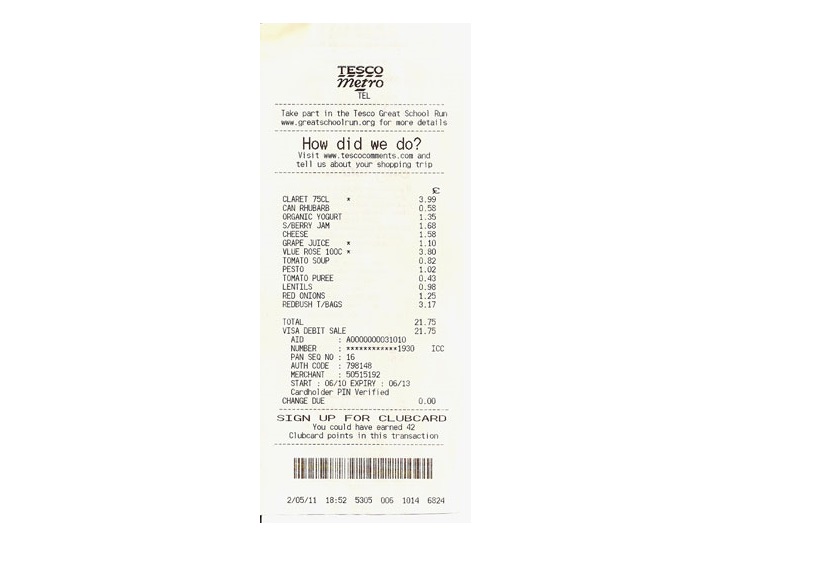 TESCO
Metro
TEL
Take part in the Tesco Great School Run
www.greatschoolrun.org for more details
How did we do?
Visit www.tescocomments.com and
tell us about your shopping trip
£
CLARET 75CL * 3.99
CAN RHUBARB 0.58
ORGANIC YOGURT 1.35
S/BERRY JAM 1.68
CHEESE 1.58
GRAPE JUICE * 1.10
VLUE ROSE 100C * 3.80
TOMATO SOUP 0.82
PESTO 1.02
TOMATO PUREE 0.43
LENTILS 0.98
RED ONIONS 1.25
REDBUSH T/BAGS 3.17
TOTAL 21.75
VISA DEBIT SALE 21.75
AID : A0000000031010
NUMBER : ************1930 ICC
PAN SEQ NO : 16
AUTH CODE : 798148
MERCHANT : 50515192
START : 06/10 EXPIRY : 06/13
Cardholder PIN Verified
CHANGE DUE 0.00
SIGN UP FOR CLUBCARD
You could have earned 42
Clubcard points in this transaction
2/05/11 18:52 5305 006 1014 6824